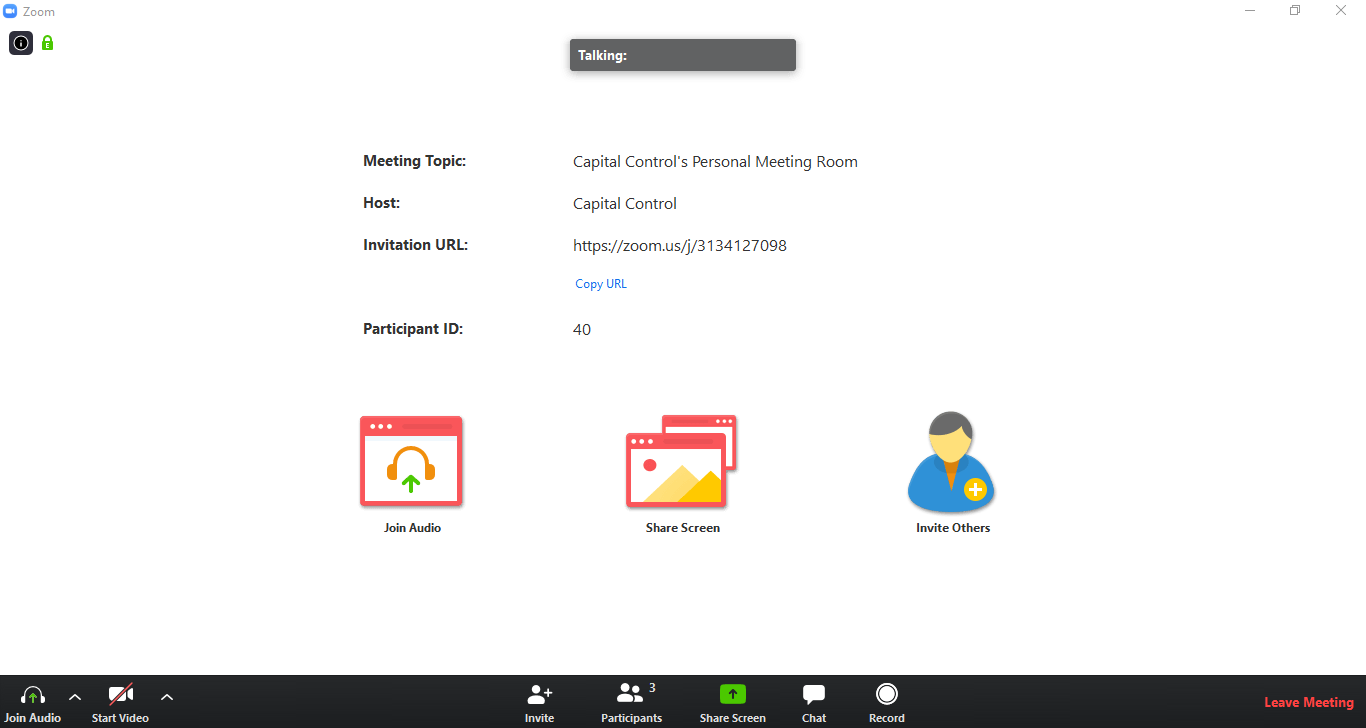 Zoom
E
Talking:
Meeting Topic: Capital Control's Personal Meeting Room
Host: Capital Control
Invitation URL: https://zoom.us/j/3134127098
Copy URL
Participant ID: 40
Join Audio Share Screen Invite Others
3
Join Audio Start Video Invite Participants Share Screen Chat Record Leave Meeting